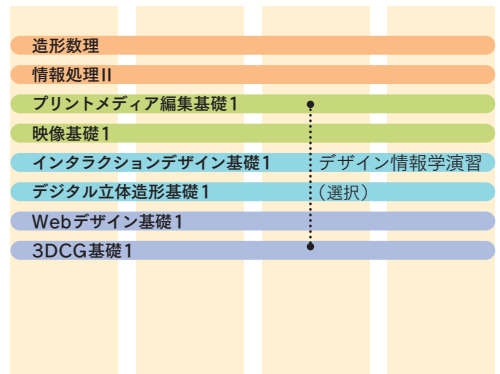 造形数理
情報処理II
プリントメディア編集基礎1
映像基礎1
インタラクションデザイン基礎1
デジタル立体造形基礎1
Webデザイン基礎1
3DCG基礎1
デザイン情報学演習
(選択)